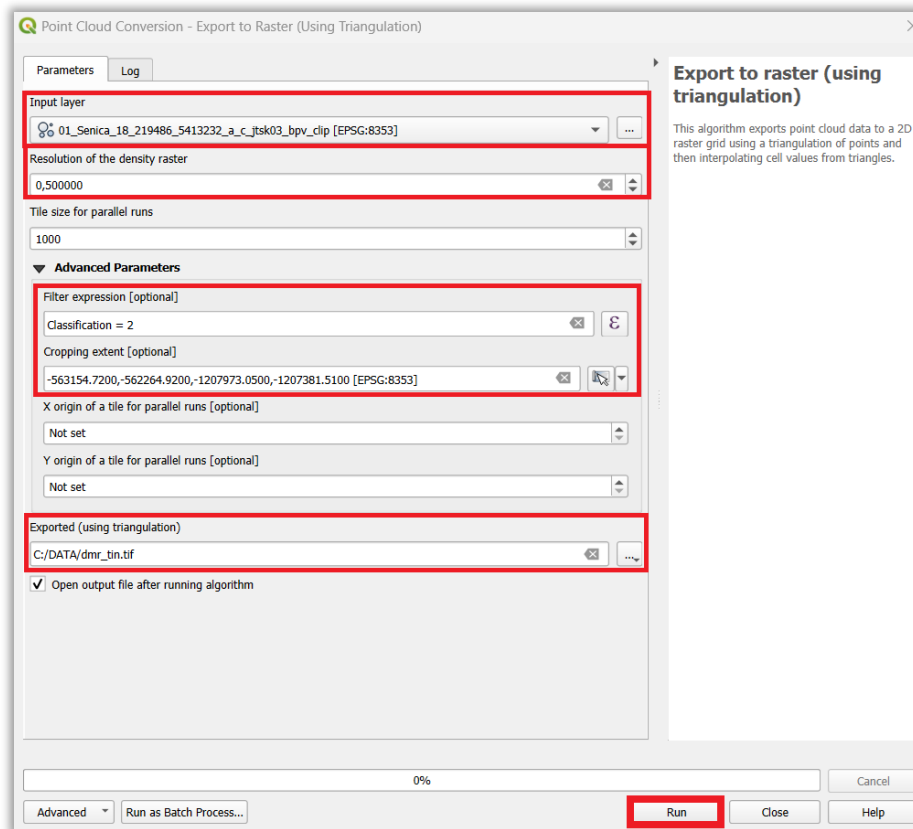 Point Cloud Conversion - Export to Raster (Using Triangulation)
Parameters
Log
Input layer
01_Senica_18_219486_5413232_a_c_jtsk03_bpv_clip [EPSG:8353]
...
Resolution of the density raster
0,500000
Tile size for parallel runs
1000
Advanced Parameters
Filter expression [optional]
Classification = 2
ε
Cropping extent [optional]
-563154.7200,-562264.9200,-1207973.0500,-1207381.5100 [EPSG:8353]
X origin of a tile for parallel runs [optional]
Not set
Y origin of a tile for parallel runs [optional]
Not set
Exported (using triangulation)
C:/DATA/dmr_tin.tif
...
Open output file after running algorithm
Export to raster (using
triangulation)
This algorithm exports point cloud data to a 2D
raster grid using a triangulation of points and
then interpolating cell values from triangles.
0%
Cancel
Advanced
Run as Batch Process...
Run
Close
Help